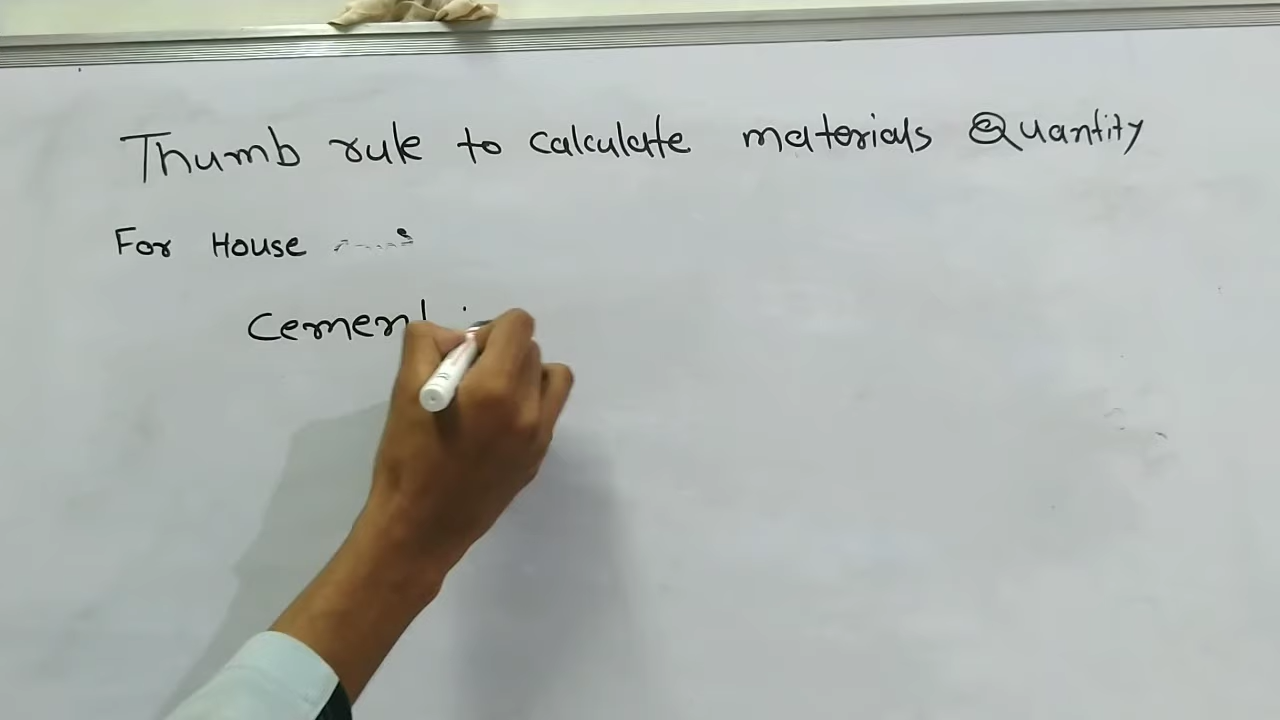 Thumb rule to calculate materials Quantity
For House
Cement